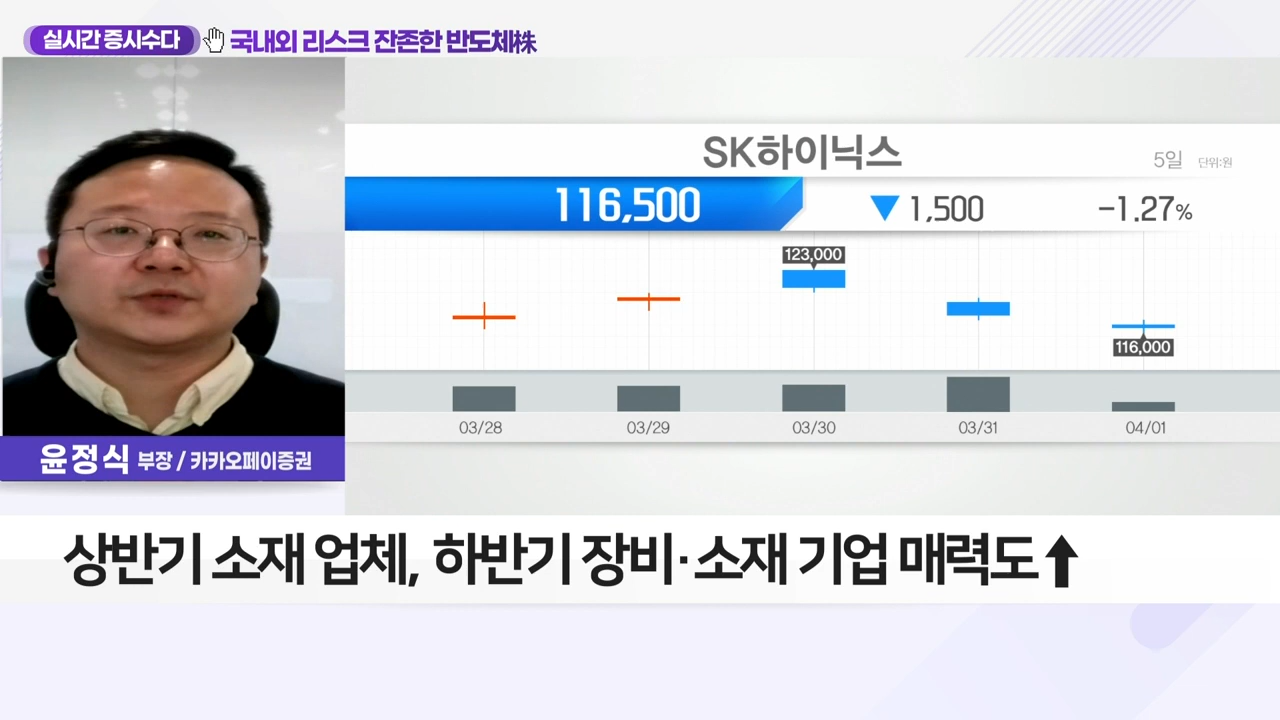 실시간 증시수다 국내외 리스크 잔존한 반도체株
SK하이닉스
5일 단위:원
116,500 ▼ 1,500 -1.27%
123,000
116,000
03/28 03/29 03/30 03/31 04/01
윤정식 부장 / 카카오페이증권
상반기 소재 업체, 하반기 장비·소재 기업 매력도↑